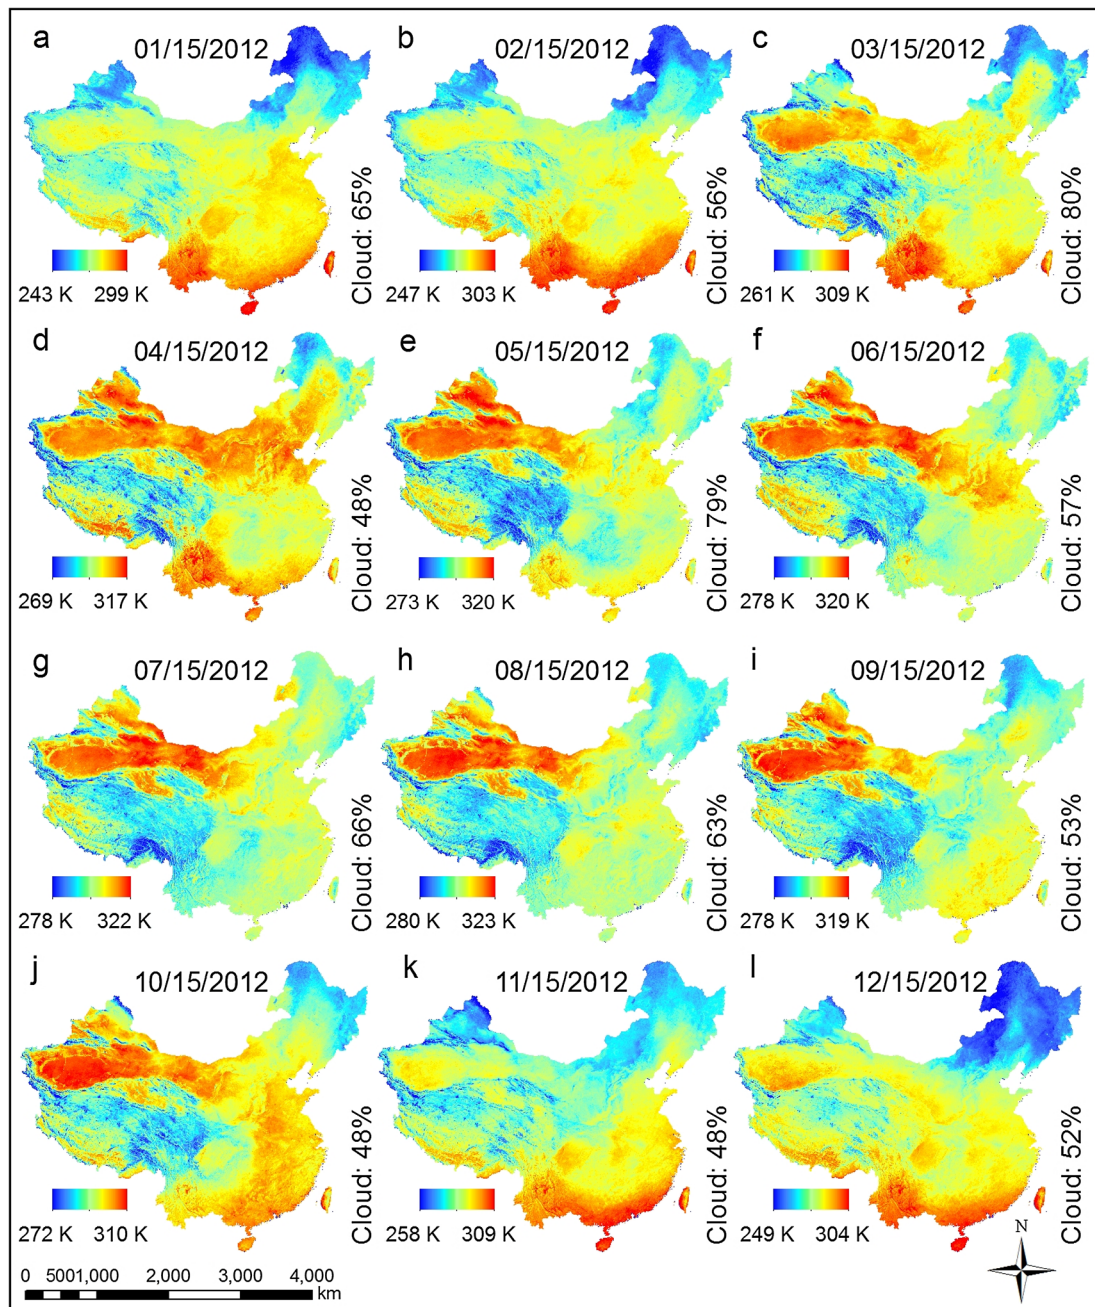 a
01/15/2012
243 K 299 K
Cloud: 65%
b
02/15/2012
247 K 303 K
Cloud: 56%
c
03/15/2012
261 K 309 K
Cloud: 80%
d
04/15/2012
269 K 317 K
Cloud: 48%
e
05/15/2012
273 K 320 K
Cloud: 79%
f
06/15/2012
278 K 320 K
Cloud: 57%
g
07/15/2012
278 K 322 K
Cloud: 66%
h
08/15/2012
280 K 323 K
Cloud: 63%
i
09/15/2012
278 K 319 K
Cloud: 53%
j
10/15/2012
272 K 310 K
Cloud: 48%
k
11/15/2012
258 K 309 K
Cloud: 48%
l
12/15/2012
249 K 304 K
Cloud: 52%
N
0 500 1,000 2,000 3,000 4,000
km